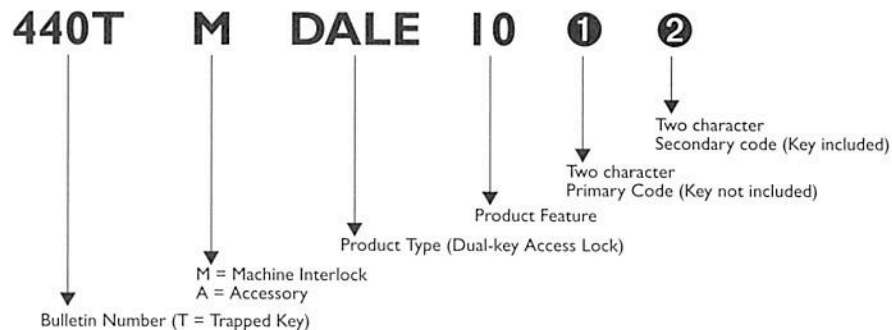 440T M DALE 10 ❶ ❷
Two character
Secondary code (Key included)
Two character
Primary Code (Key not included)
Product Feature
Product Type (Dual-key Access Lock)
M = Machine Interlock
A = Accessory
Bulletin Number (T = Trapped Key)